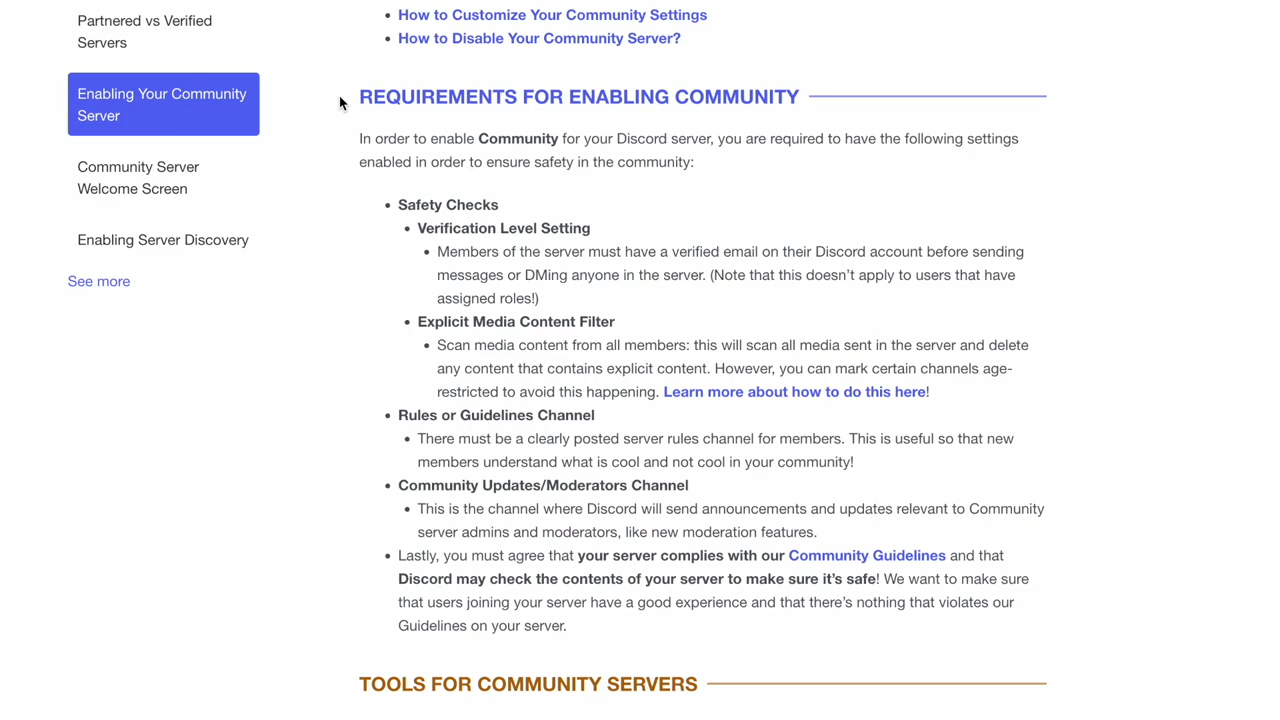 Partnered vs Verified
Servers
Enabling Your Community
Server
Community Server
Welcome Screen
Enabling Server Discovery
See more
• How to Customize Your Community Settings
• How to Disable Your Community Server?
REQUIREMENTS FOR ENABLING COMMUNITY
In order to enable Community for your Discord server, you are required to have the following settings
enabled in order to ensure safety in the community:
• Safety Checks
• Verification Level Setting
• Members of the server must have a verified email on their Discord account before sending
messages or DMing anyone in the server. (Note that this doesn’t apply to users that have
assigned roles!)
• Explicit Media Content Filter
• Scan media content from all members: this will scan all media sent in the server and delete
any content that contains explicit content. However, you can mark certain channels age-
restricted to avoid this happening. Learn more about how to do this here!
• Rules or Guidelines Channel
• There must be a clearly posted server rules channel for members. This is useful so that new
members understand what is cool and not cool in your community!
• Community Updates/Moderators Channel
• This is the channel where Discord will send announcements and updates relevant to Community
server admins and moderators, like new moderation features.
• Lastly, you must agree that your server complies with our Community Guidelines and that
Discord may check the contents of your server to make sure it’s safe! We want to make sure
that users joining your server have a good experience and that there’s nothing that violates our
Guidelines on your server.
TOOLS FOR COMMUNITY SERVERS